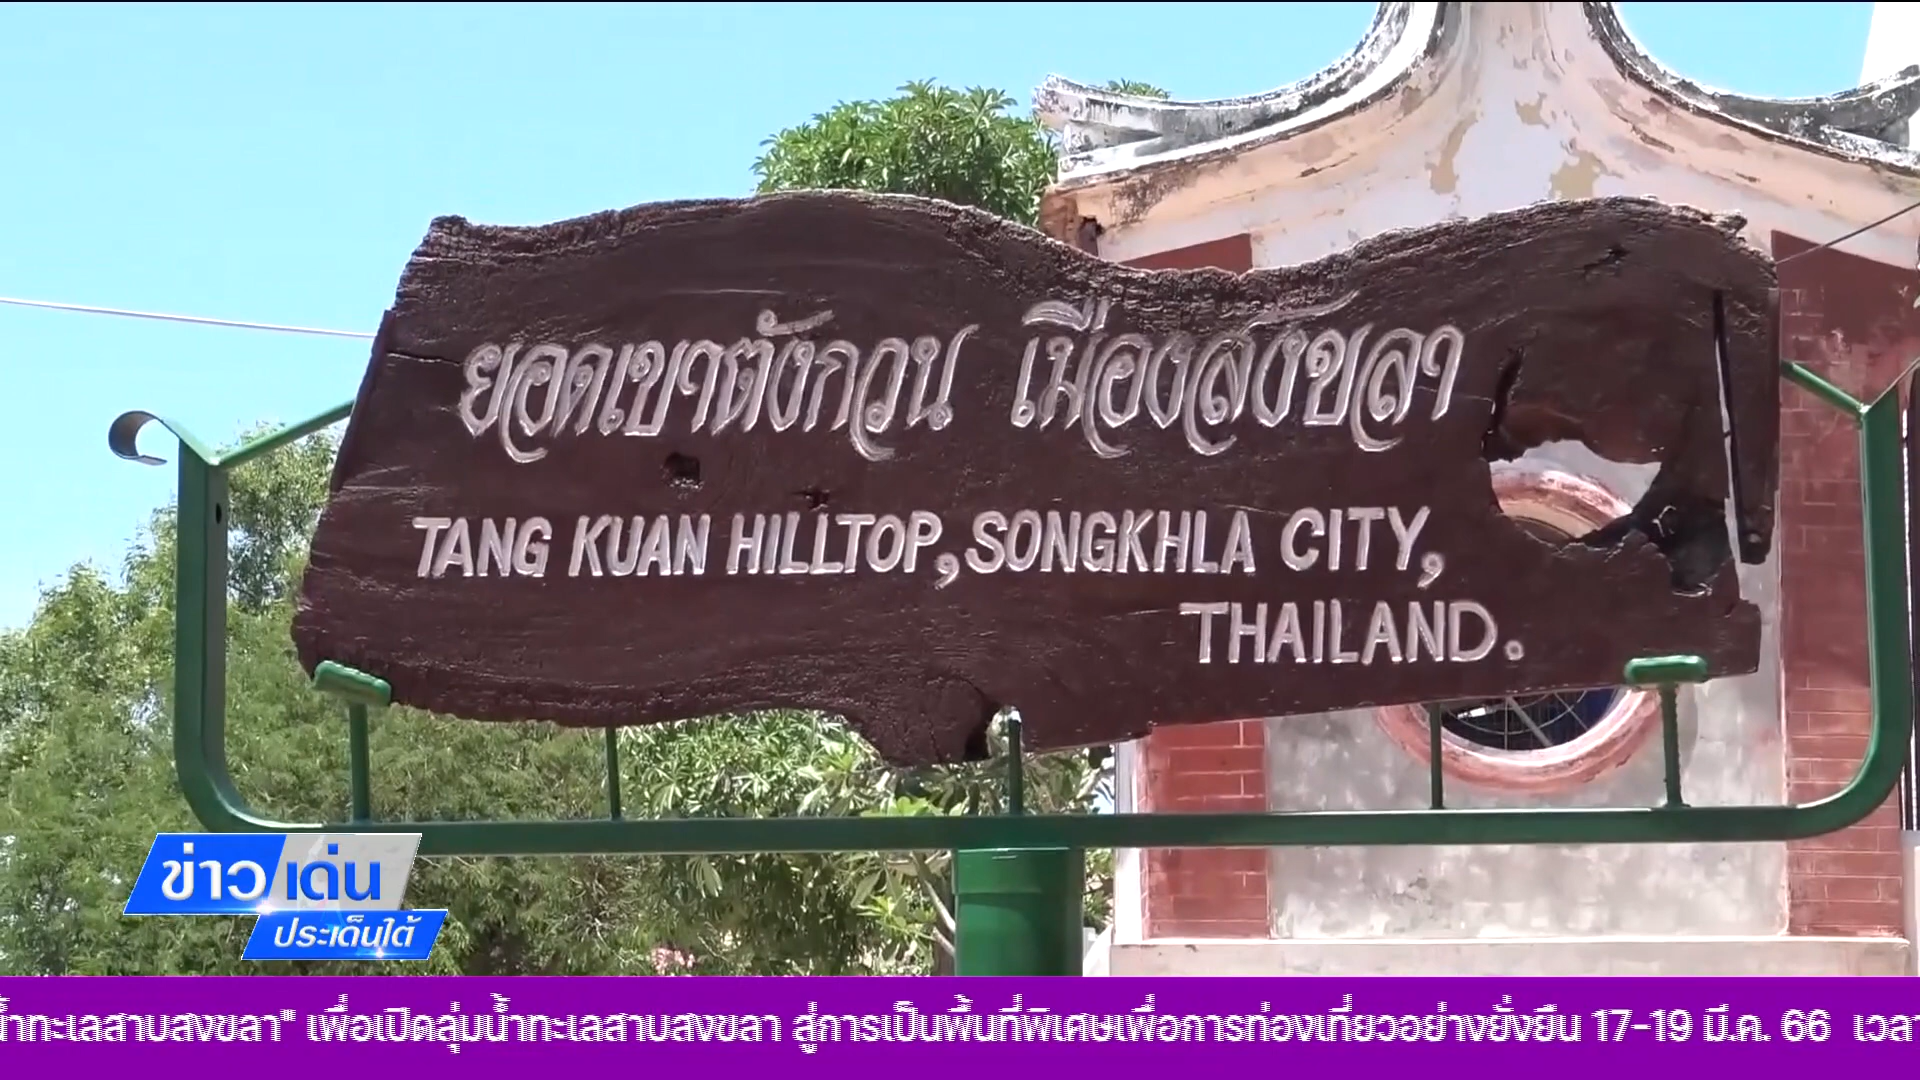 ยอดเขาตังกวน เมืองสงขลา
TANG KUAN HILLTOP, SONGKHLA CITY,
THAILAND.
ข่าวเด่น
ประเด็นใต้
น้ำทะเลสาบสงขลา" เพื่อเปิดลุ่มน้ำทะเลสาบสงขลา สู่การเป็นพื้นที่พิเศษเพื่อการท่องเที่ยวอย่างยั่งยืน 17-19 มี.ค. 66 เวลา